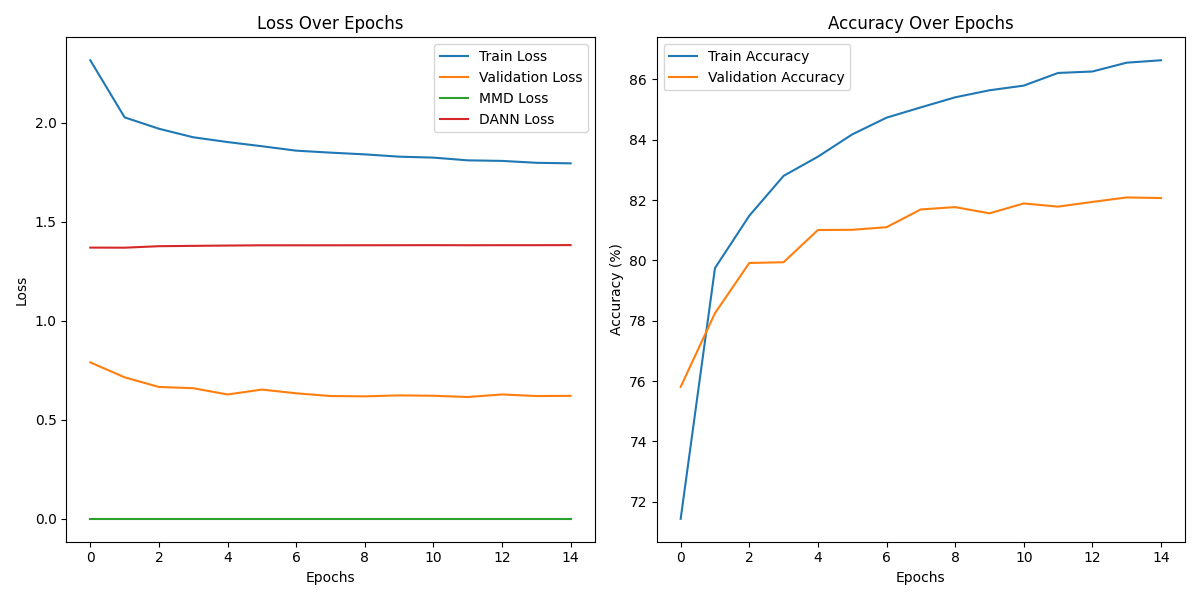 Loss Over Epochs
Train Loss
Validation Loss
MMD Loss
DANN Loss
2.0
1.5
1.0
0.5
0.0
Loss
0 2 4 6 8 10 12 14
Epochs
Accuracy Over Epochs
Train Accuracy
Validation Accuracy
86
84
82
80
78
76
74
72
Accuracy (%)
0 2 4 6 8 10 12 14
Epochs